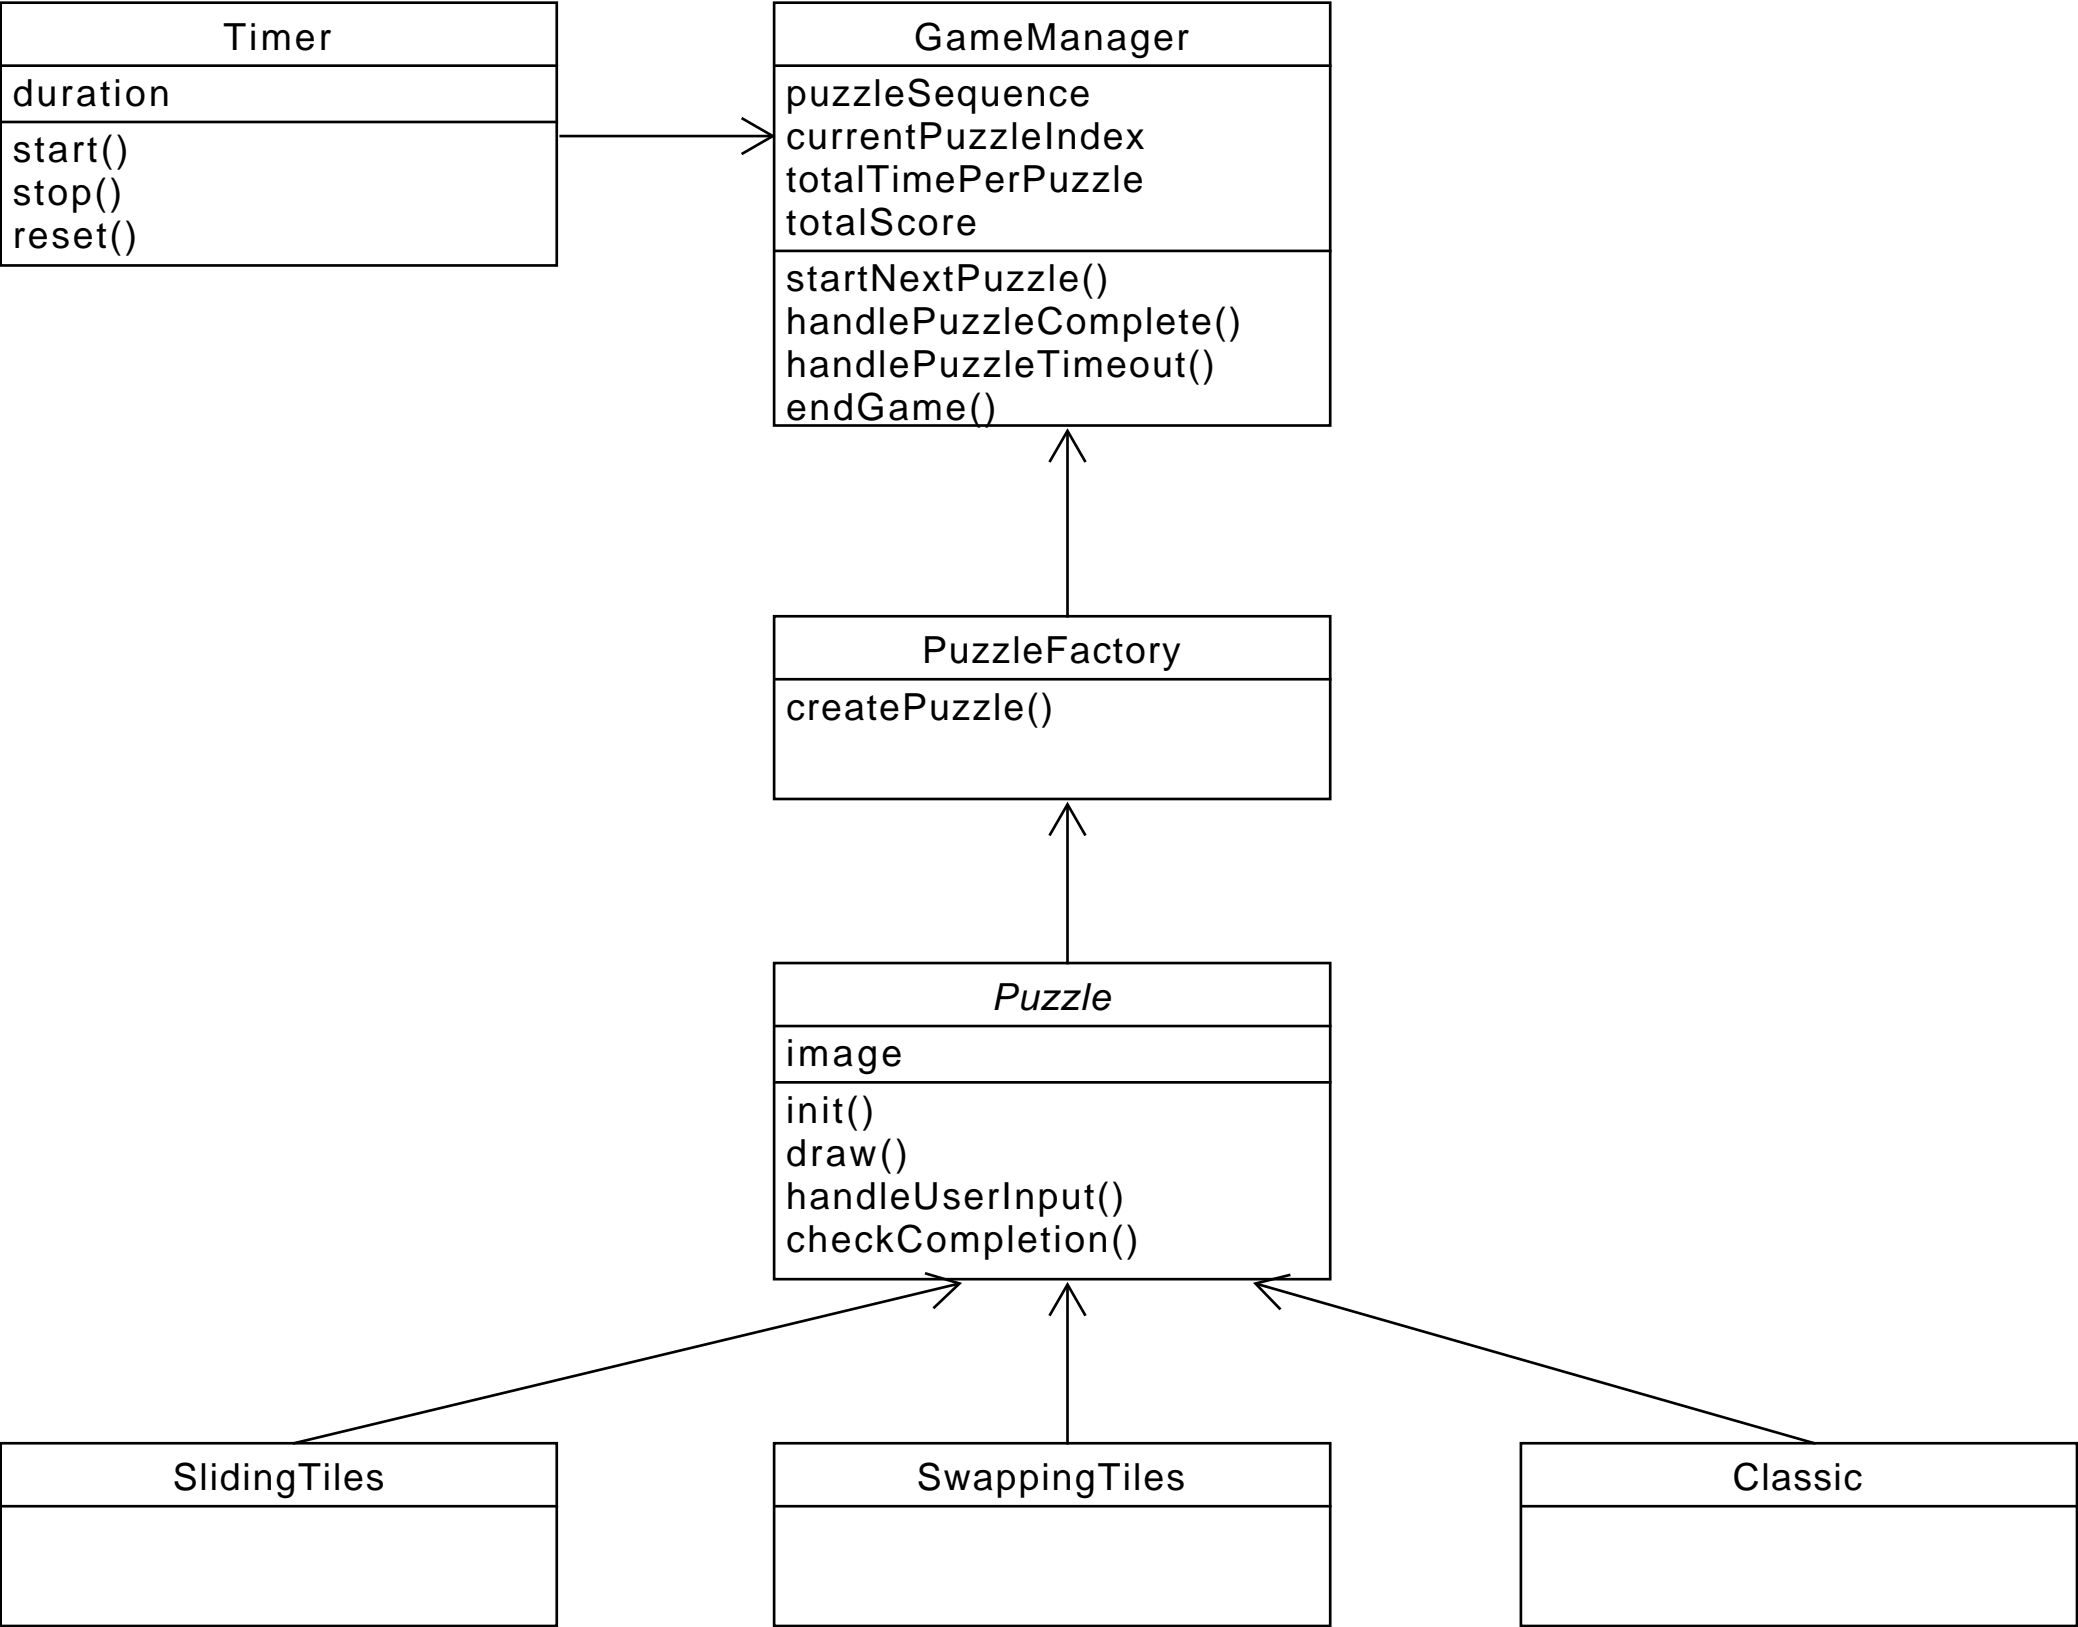 Timer
duration
start()
stop()
reset()
GameManager
puzzleSequence
currentPuzzleIndex
totalTimePerPuzzle
totalScore
startNextPuzzle()
handlePuzzleComplete()
handlePuzzleTimeout()
endGame()
PuzzleFactory
createPuzzle()
Puzzle
image
init()
draw()
handleUserInput()
checkCompletion()
SlidingTiles
SwappingTiles
Classic